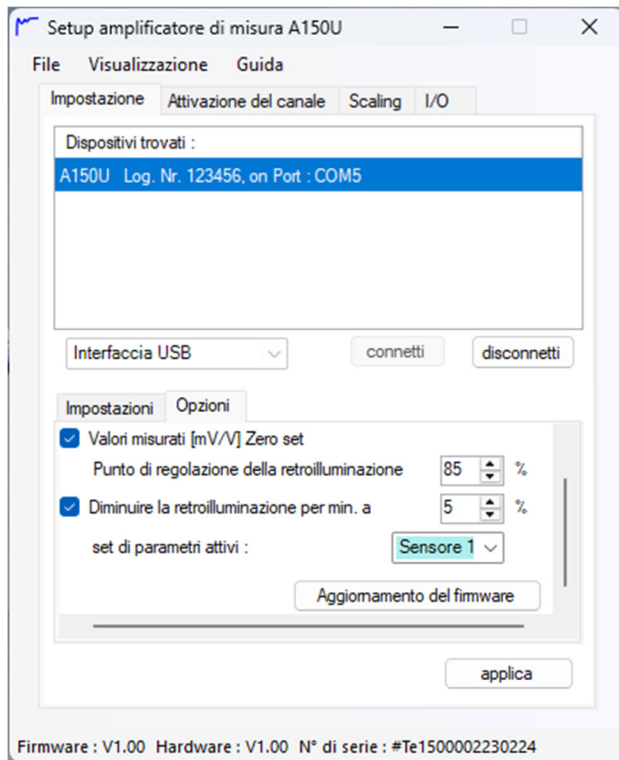 Setup amplificatore di misura A150U
File Visualizzazione Guida
Impostazione Attivazione del canale Scaling I/O
Dispositivi trovati :
A150U Log. Nr. 123456, on Port : COM5
Interfaccia USB connetti disconnetti
Impostazioni Opzioni
Valori misurati [mV/V] Zero set
Punto di regolazione della retroilluminazione 85 %
Diminuire la retroilluminazione per min. a 5 %
set di parametri attivi : Sensore 1
Aggiornamento del firmware
applica
Firmware : V1.00 Hardware : V1.00 N° di serie : #Te1500002230224